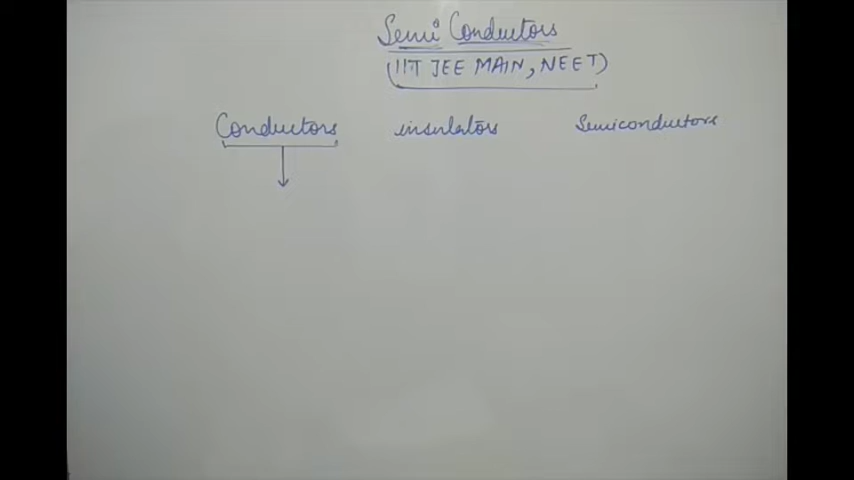 Semi Conductors
(IIT JEE MAIN, NEET)
Conductors insulators Semiconductors